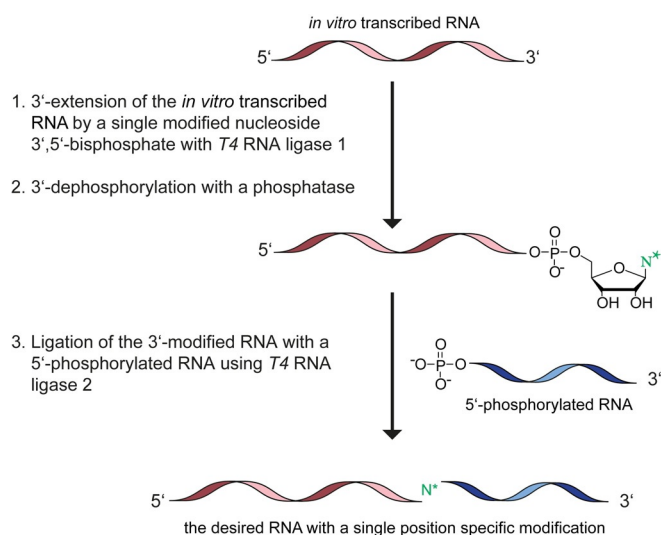 in vitro transcribed RNA
5‘ 3‘
1. 3‘-extension of the in vitro transcribed
RNA by a single modified nucleoside
3‘,5‘-bisphosphate with T4 RNA ligase 1
2. 3‘-dephosphorylation with a phosphatase
5‘ O P O O O- O N* OH OH
3. Ligation of the 3‘-modified RNA with a
5‘-phosphorylated RNA using T4 RNA
ligase 2
O -O P O O- 3‘
5‘-phosphorylated RNA
5‘ N* 3‘
the desired RNA with a single position specific modification